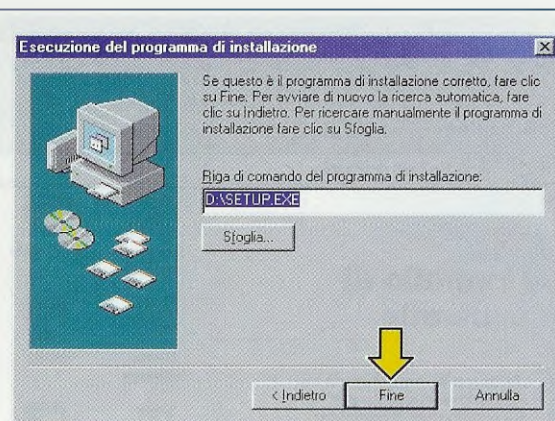 Esecuzione del programma di installazione
Se questo è il programma di installazione corretto, fare clic
su Fine. Per avviare di nuovo la ricerca automatica, fare
clic su Indietro. Per ricercare manualmente il programma di
installazione fare clic su Sfoglia.
Riga di comando del programma di installazione:
D:\SETUP.EXE
Sfoglia...
< Indietro
Fine
Annulla